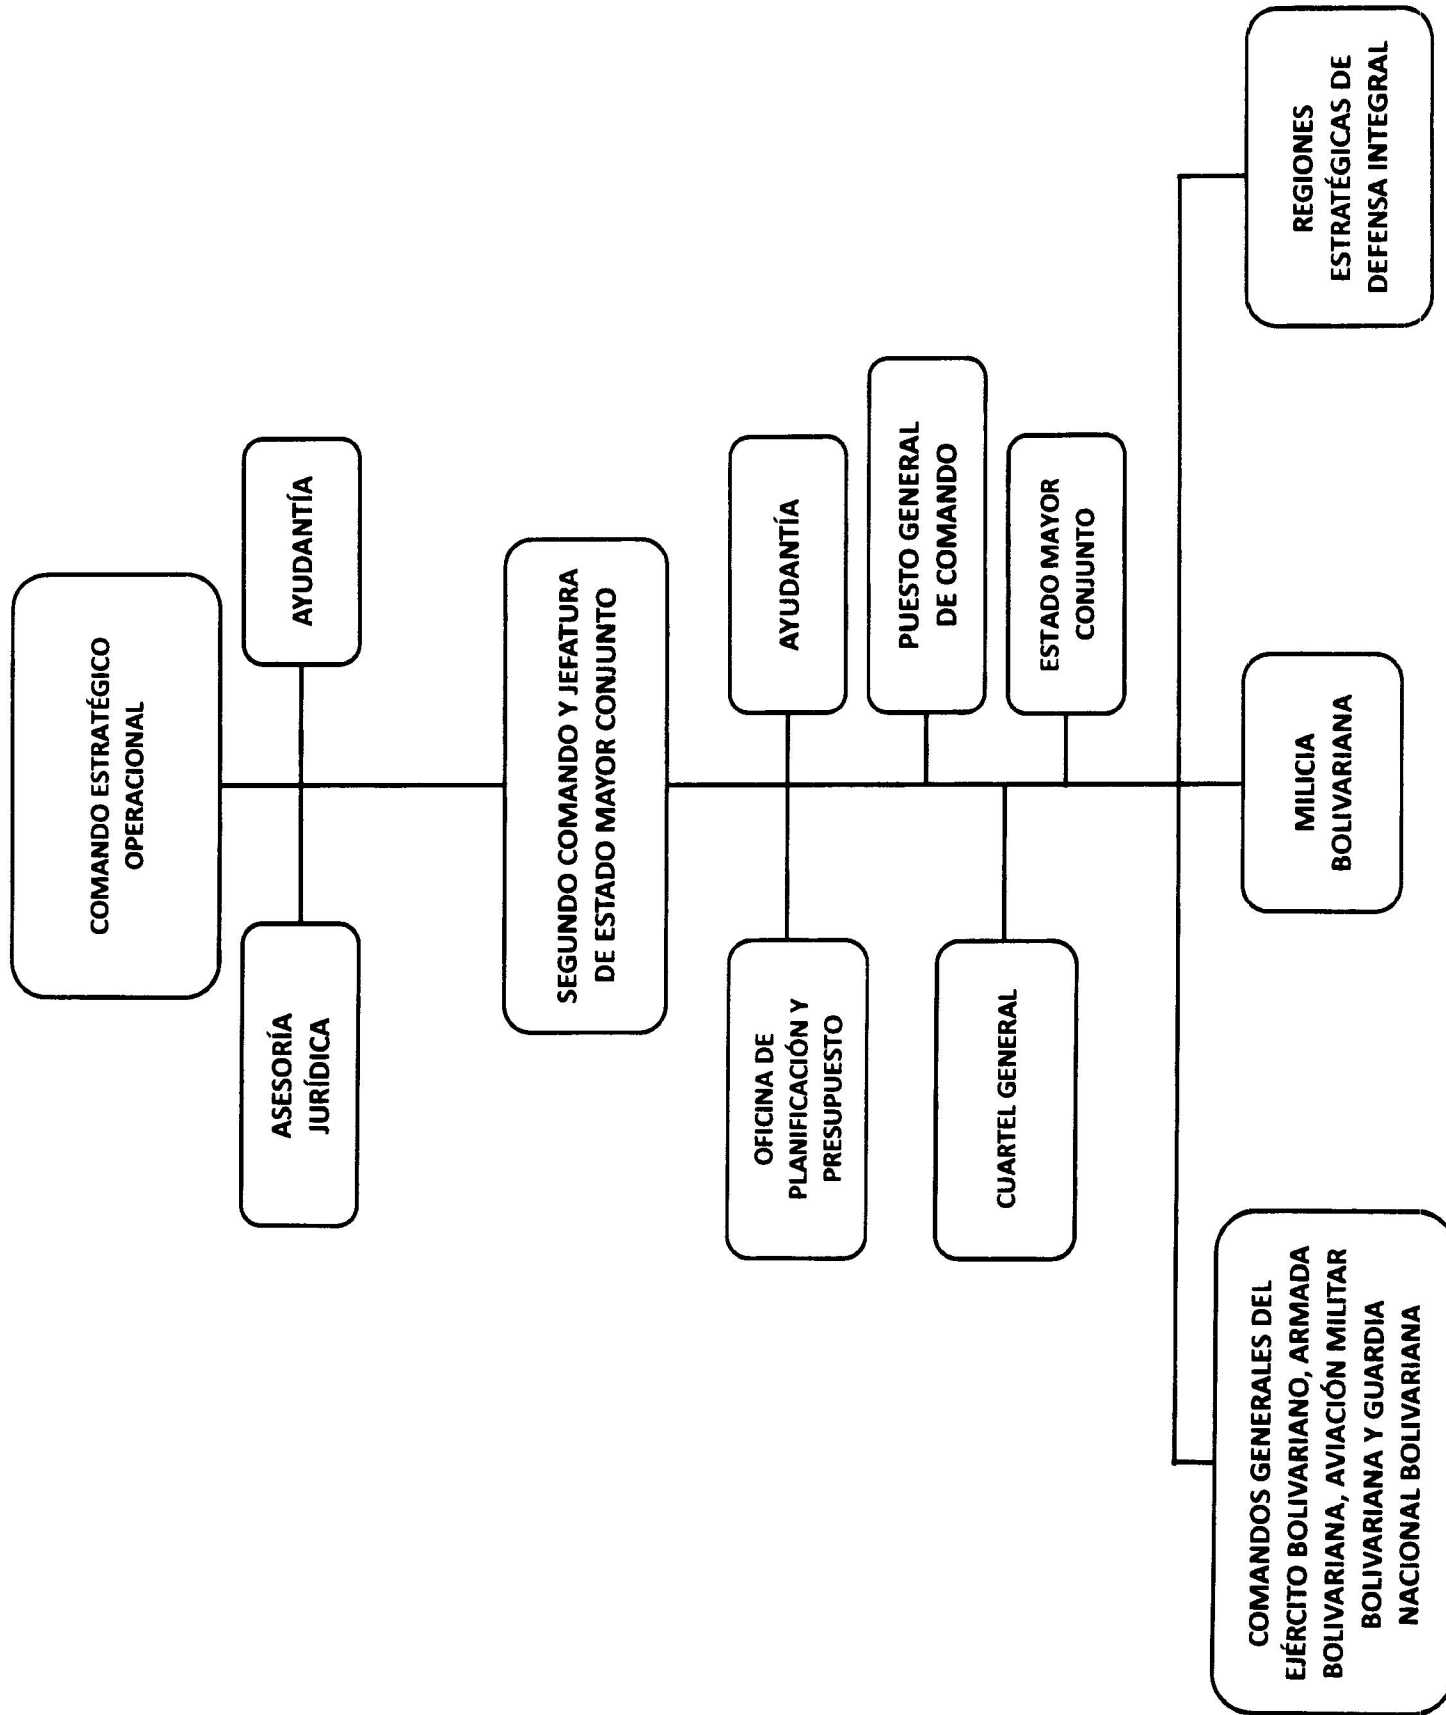 COMANDO ESTRATÉGICO
OPERACIONAL
ASESORÍA
JURÍDICA
AYUDANTÍA
SEGUNDO COMANDO Y JEFATURA
DE ESTADO MAYOR CONJUNTO
OFICINA DE
PLANIFICACIÓN Y
PRESUPUESTO
AYUDANTÍA
PUESTO GENERAL
DE COMANDO
CUARTEL GENERAL
ESTADO MAYOR
CONJUNTO
COMANDOS GENERALES DEL
EJÉRCITO BOLIVARIANO, ARMADA
BOLIVARIANA, AVIACIÓN MILITAR
BOLIVARIANA Y GUARDIA
NACIONAL BOLIVARIANA
MILICIA
BOLIVARIANA
REGIONES
ESTRATÉGICAS DE
DEFENSA INTEGRAL